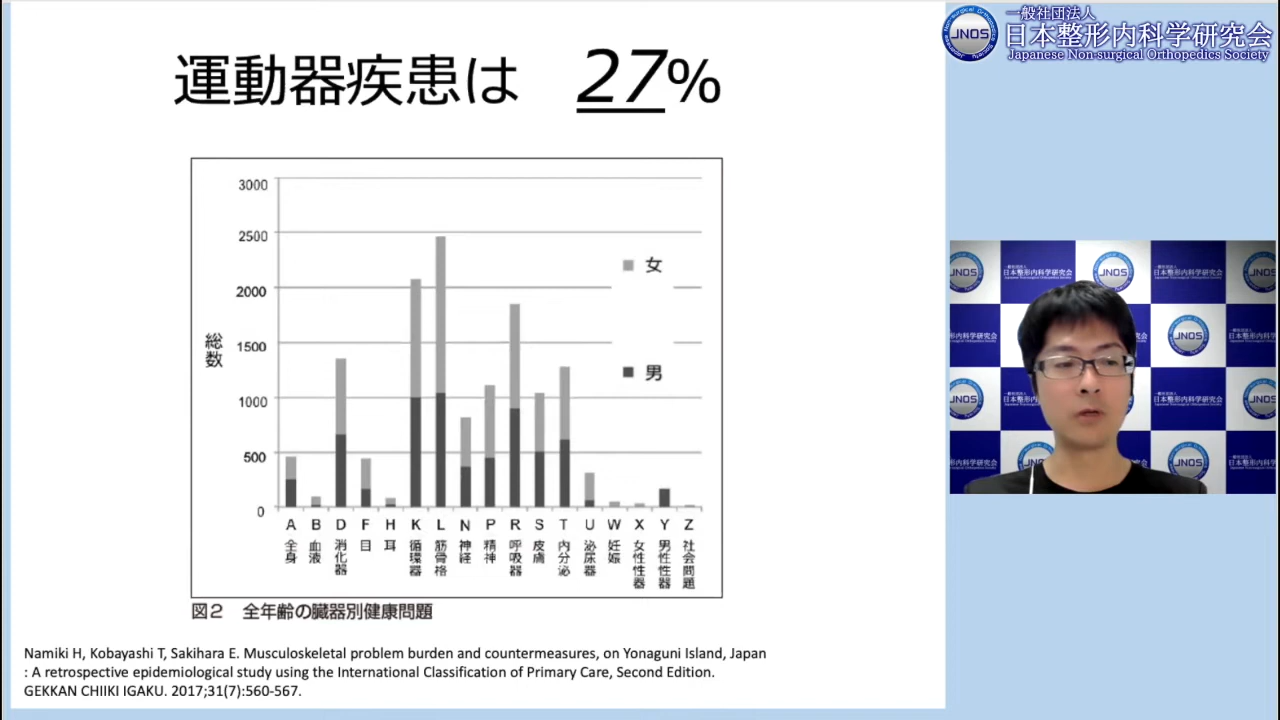 運動器疾患は 27%
一般社団法人
日本整形内科学研究会
Japanese Non-surgical Orthopedics Society
JNOS
3000
2500
2000
1500
1000
500
0
総数
女
男
A B D F H K L N P R S T U W X Y Z
全身 血液 消化器 目 耳 循環器 筋骨格 神経 精神 呼吸器 皮膚 内分泌 泌尿器 妊娠 女性性器 男性性器 社会問題
図2 全年齢の臓器別健康問題
Namiki H, Kobayashi T, Sakihara E. Musculoskeletal problem burden and countermeasures, on Yonaguni Island, Japan
: A retrospective epidemiological study using the International Classification of Primary Care, Second Edition.
GEKKAN CHIIKI IGAKU. 2017;31(7):560-567.